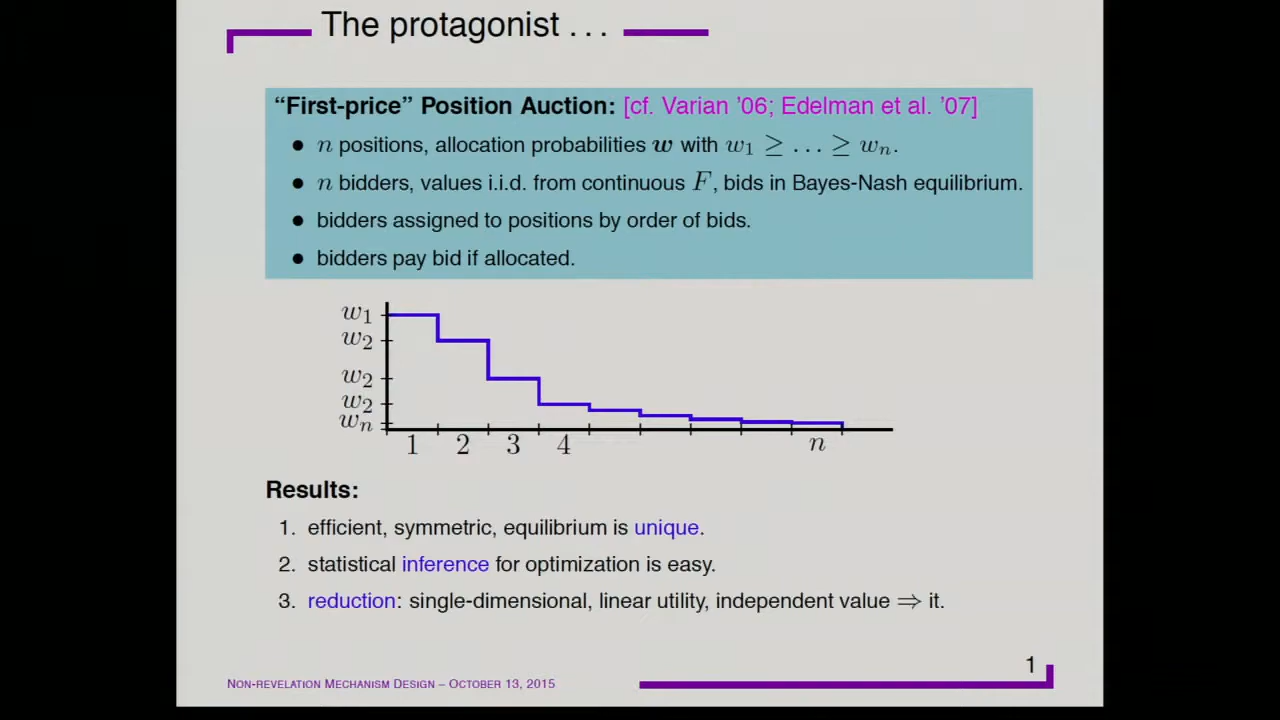 The protagonist . . .
“First-price” Position Auction: [cf. Varian ’06; Edelman et al. ’07]
● n positions, allocation probabilities w with w₁ ≥ . . . ≥ wₙ.
● n bidders, values i.i.d. from continuous F, bids in Bayes-Nash equilibrium.
● bidders assigned to positions by order of bids.
● bidders pay bid if allocated.
w₁
w₂
w₂
w₂
wₙ
1 2 3 4 n
Results:
1. efficient, symmetric, equilibrium is unique.
2. statistical inference for optimization is easy.
3. reduction: single-dimensional, linear utility, independent value ⇒ it.
1
NON-REVELATION MECHANISM DESIGN – OCTOBER 13, 2015